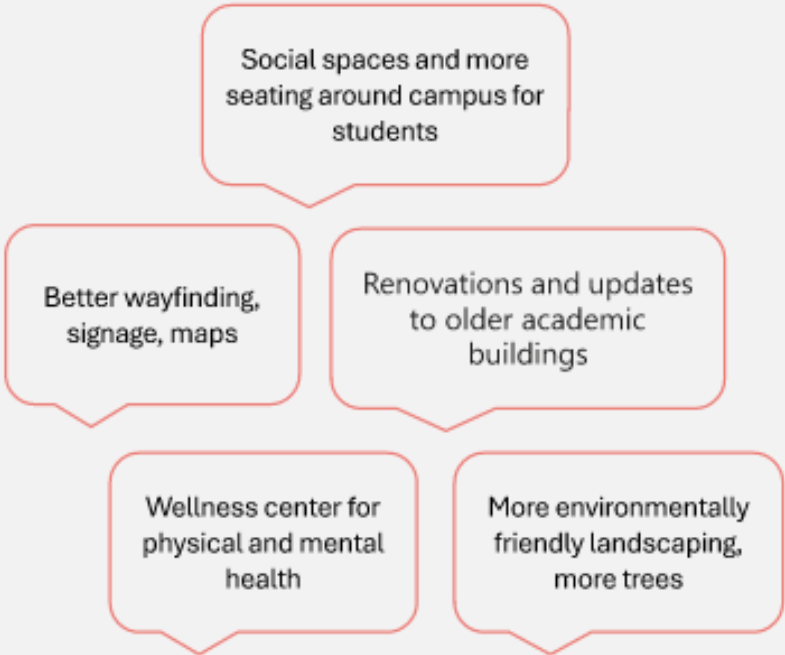 Social spaces and more
seating around campus for
students
Better wayfinding,
signage, maps
Renovations and updates
to older academic
buildings
Wellness center for
physical and mental
health
More environmentally
friendly landscaping,
more trees